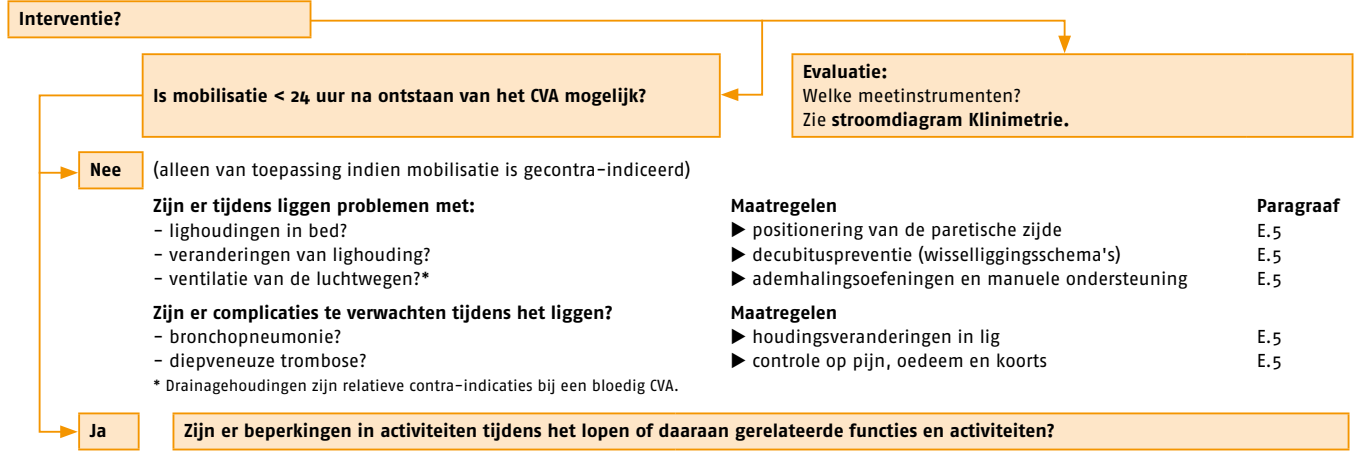 Interventie?
Is mobilisatie < 24 uur na ontstaan van het CVA mogelijk?
Evaluatie:
Welke meetinstrumenten?
Zie stroomdiagram Klinimetrie.
Nee (alleen van toepassing indien mobilisatie is gecontra-indiceerd)
Zijn er tijdens liggen problemen met: Maatregelen Paragraaf
– lighoudingen in bed? ▶ positionering van de paretische zijde E.5
– veranderingen van lighouding? ▶ decubituspreventie (wisselliggingsschema's) E.5
– ventilatie van de luchtwegen?* ▶ ademhalingsoefeningen en manuele ondersteuning E.5
Zijn er complicaties te verwachten tijdens het liggen? Maatregelen
– bronchopneumonie? ▶ houdingsveranderingen in lig E.5
– diepveneuze trombose? ▶ controle op pijn, oedeem en koorts E.5
* Drainagehoudingen zijn relatieve contra-indicaties bij een bloedig CVA.
Ja Zijn er beperkingen in activiteiten tijdens het lopen of daaraan gerelateerde functies en activiteiten?